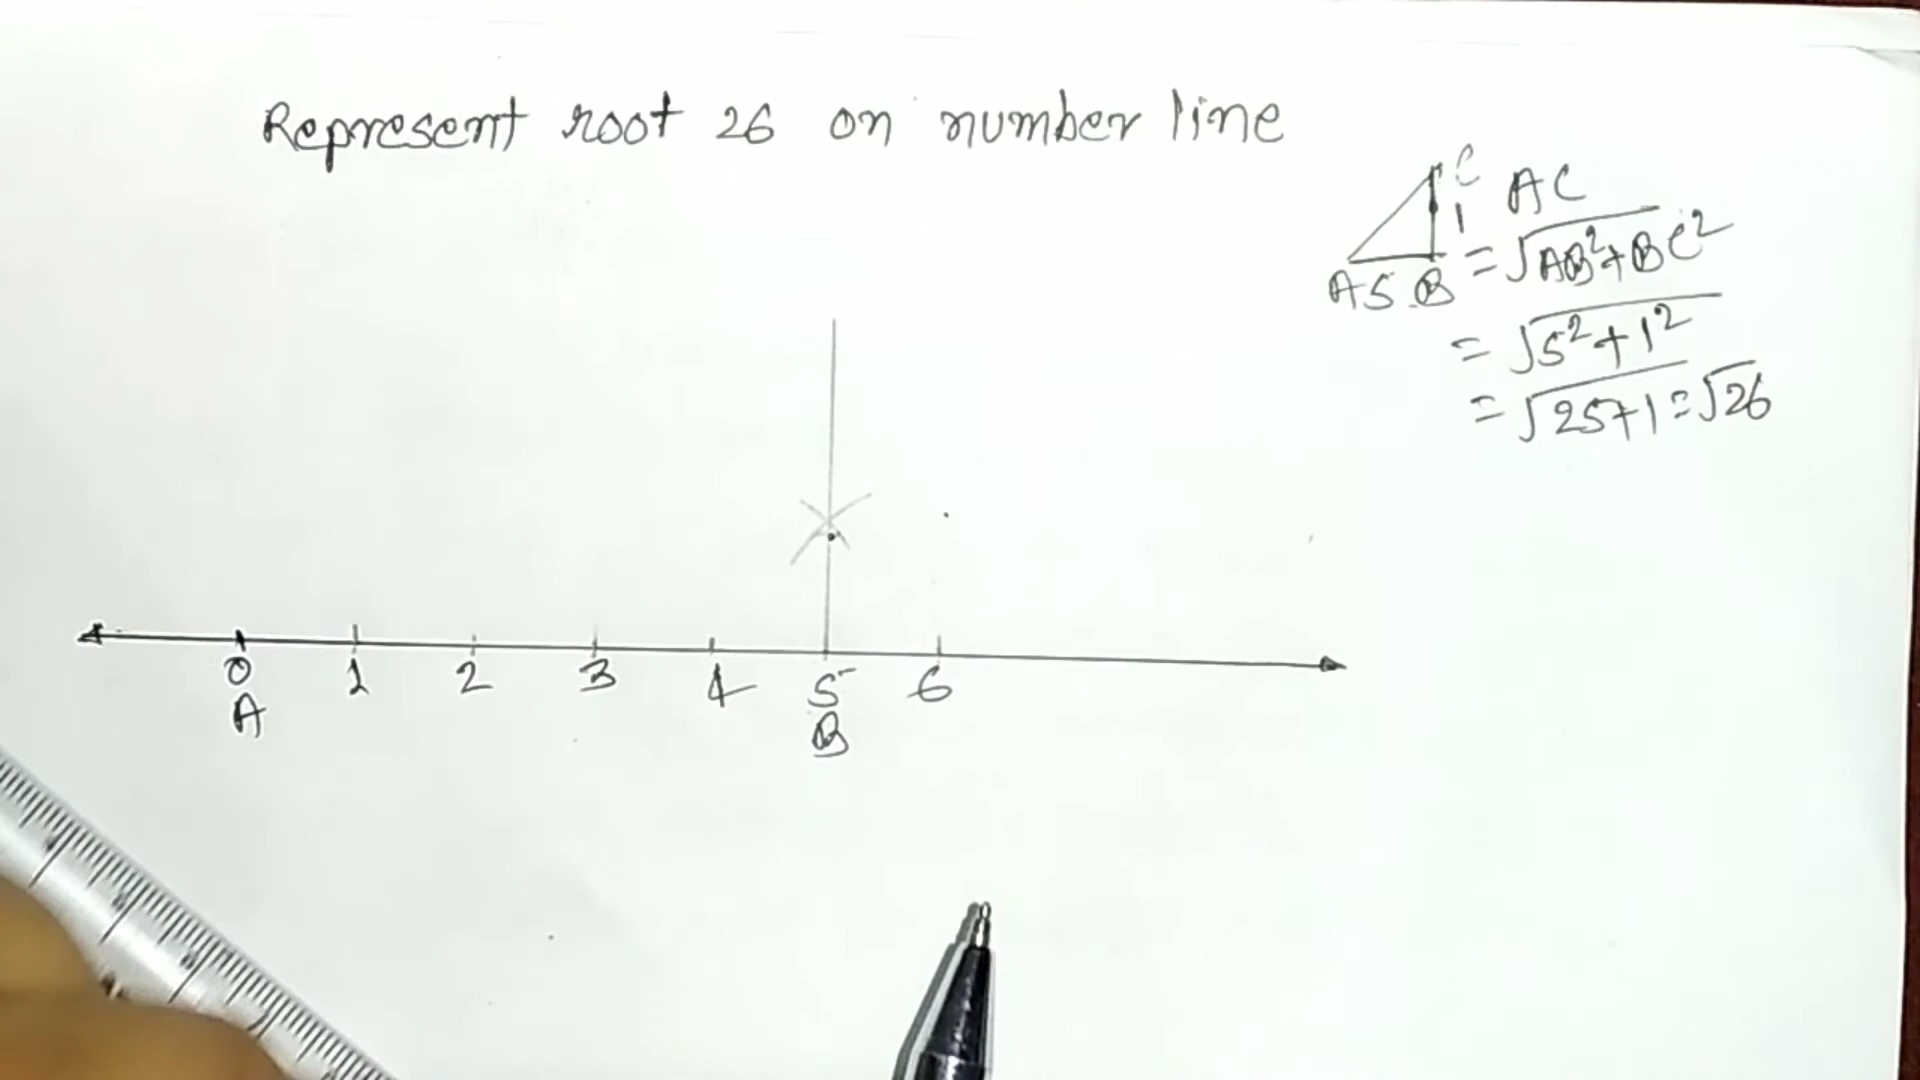 Represent root 26 on number line
C
1
A 5 B
AC
= √AB²+BC²
= √5²+1²
= √25+1 = √26
0 1 2 3 4 5 6
A B